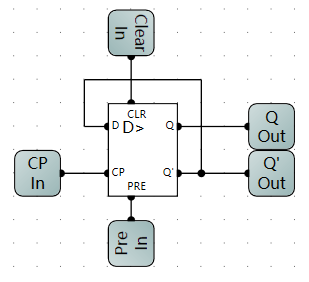 Clear
In
CLR
D D> Q
Q
Out
CP
In
CP Q'
Q'
Out
PRE
Pre
In